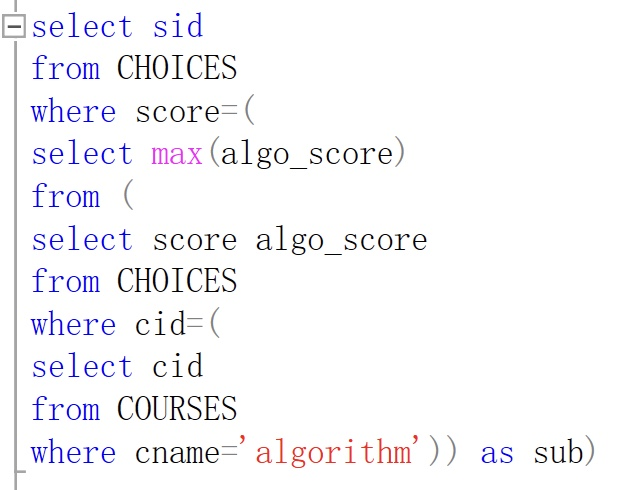 select sid
from CHOICES
where score=(
select max(algo_score)
from (
select score algo_score
from CHOICES
where cid=(
select cid
from COURSES
where cname='algorithm')) as sub)